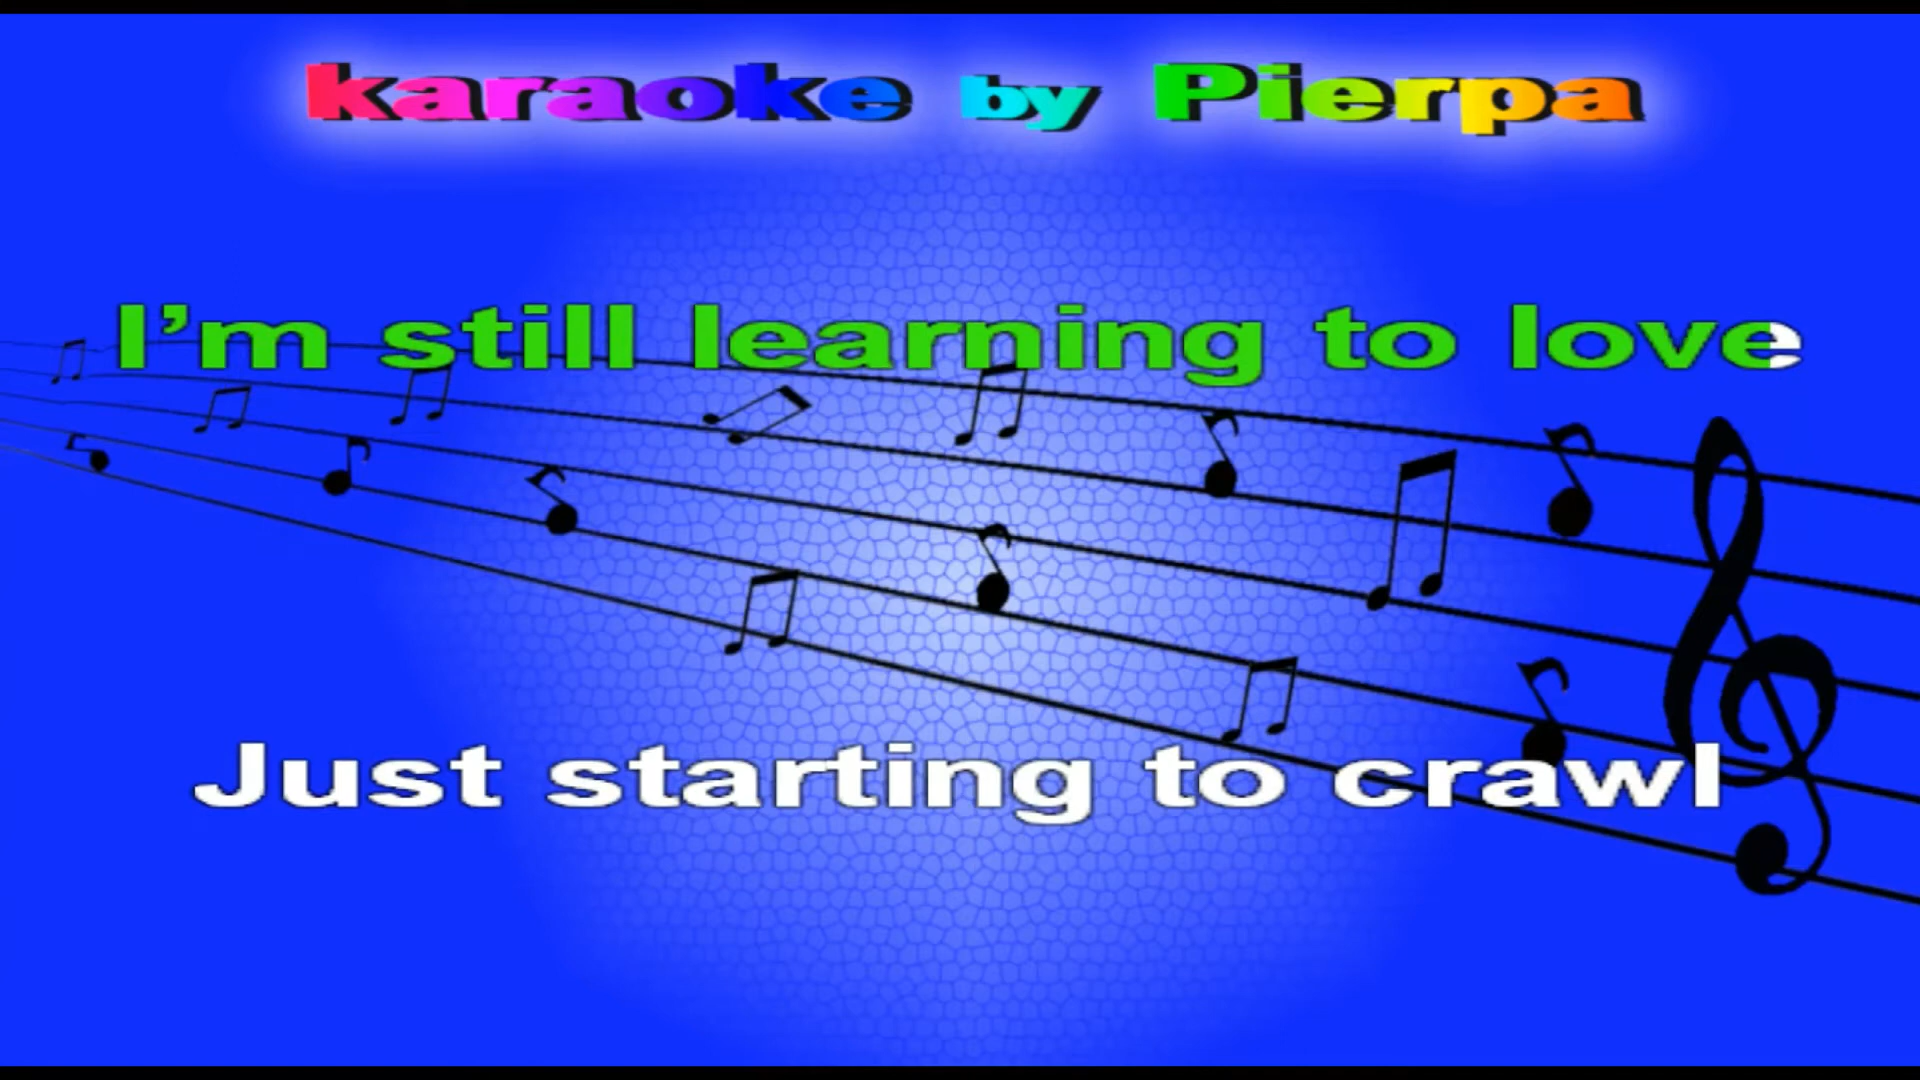 karaoke by Pierpa
I’m still learning to love
Just starting to crawl